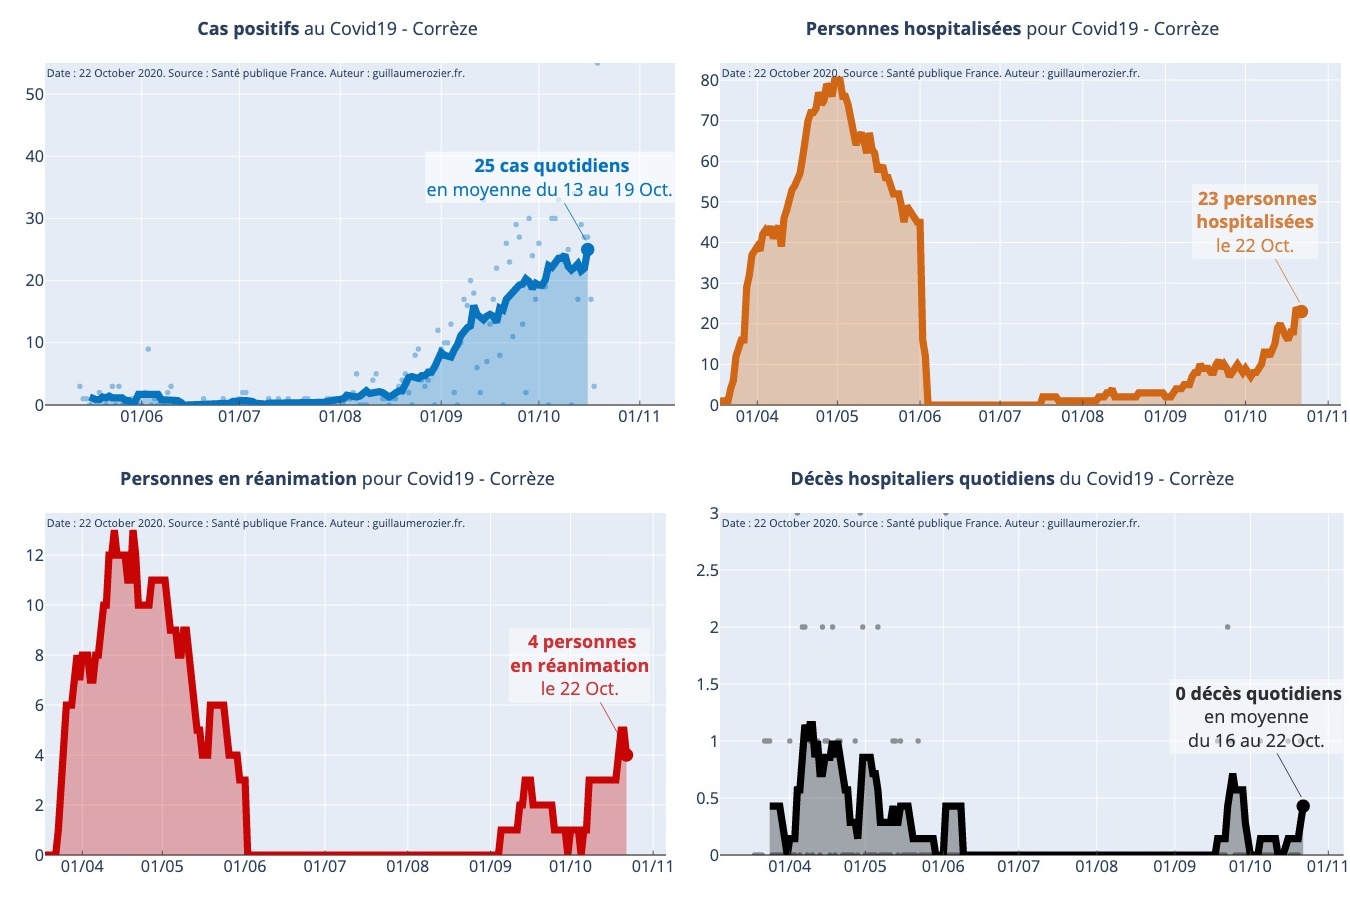 Cas positifs au Covid19 - Corrèze
Date : 22 October 2020. Source : Santé publique France. Auteur : guillaumerozier.fr.
50
40
30
20
10
0
25 cas quotidiens
en moyenne du 13 au 19 Oct.
01/06 01/07 01/08 01/09 01/10 01/11
Personnes hospitalisées pour Covid19 - Corrèze
Date : 22 October 2020. Source : Santé publique France. Auteur : guillaumerozier.fr.
80
70
60
50
40
30
20
10
0
23 personnes
hospitalisées
le 22 Oct.
01/04 01/05 01/06 01/07 01/08 01/09 01/10 01/11
Personnes en réanimation pour Covid19 - Corrèze
Date : 22 October 2020. Source : Santé publique France. Auteur : guillaumerozier.fr.
12
10
8
6
4
2
0
4 personnes
en réanimation
le 22 Oct.
01/04 01/05 01/06 01/07 01/08 01/09 01/10 01/11
Décès hospitaliers quotidiens du Covid19 - Corrèze
Date : 22 October 2020. Source : Santé publique France. Auteur : guillaumerozier.fr.
3
2.5
2
1.5
1
0.5
0
0 décès quotidiens
en moyenne
du 16 au 22 Oct.
01/04 01/05 01/06 01/07 01/08 01/09 01/10 01/11